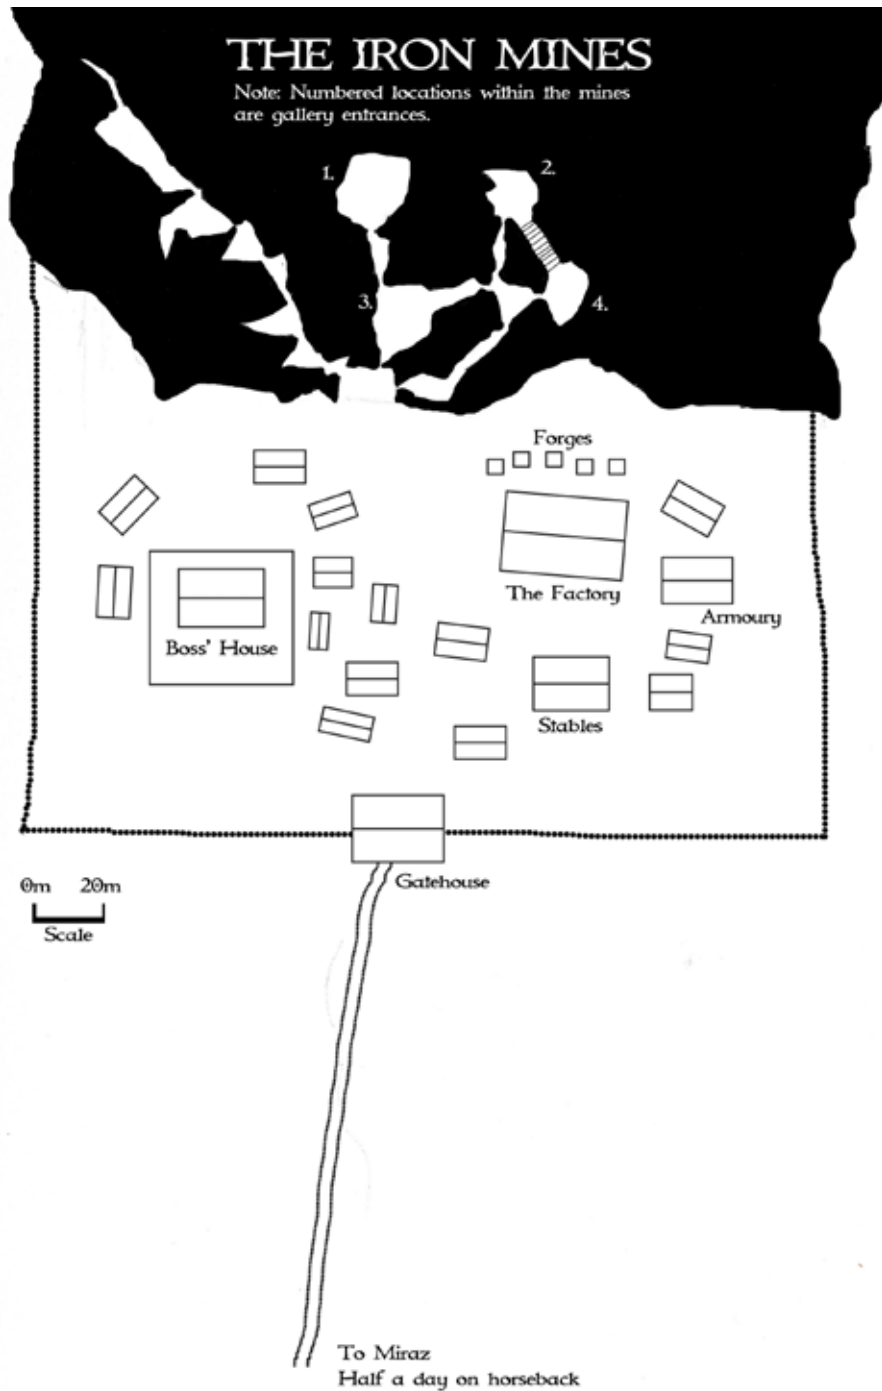 THE IRON MINES
Note: Numbered locations within the mines
are gallery entrances.
1.
2.
3.
4.
Forges
The Factory
Armoury
Boss' House
Stables
Gatehouse
0m 20m
Scale
To Miraz
Half a day on horseback